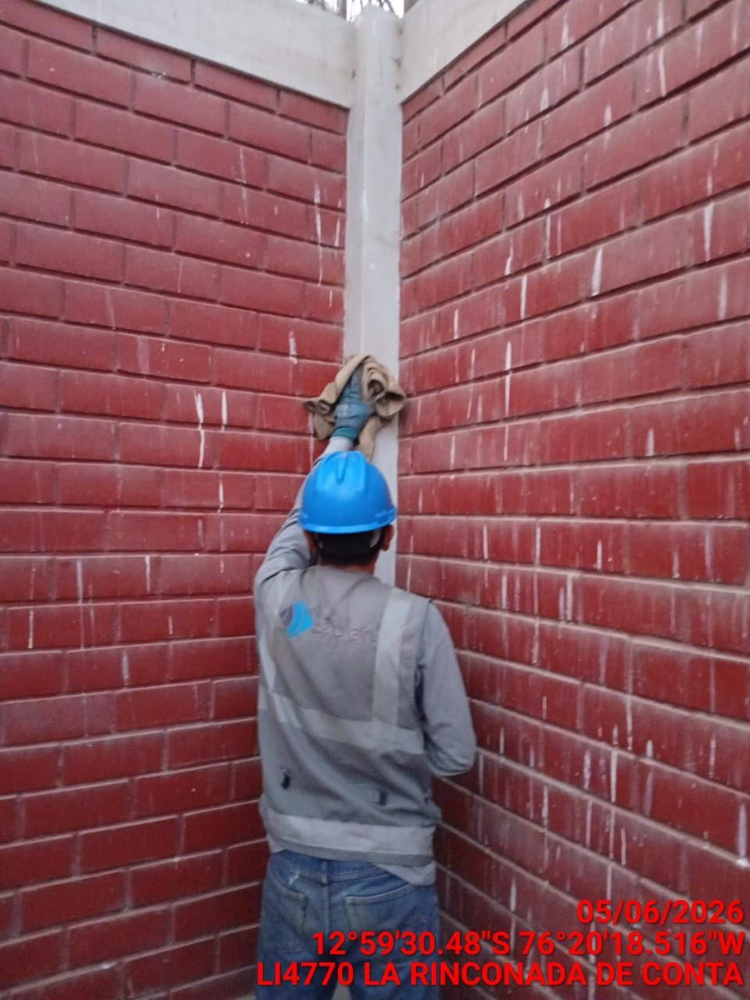 05/06/2026
12°59'30.48"S 76°20'18.516"W
LI4770 LA RINCONADA DE CONTA